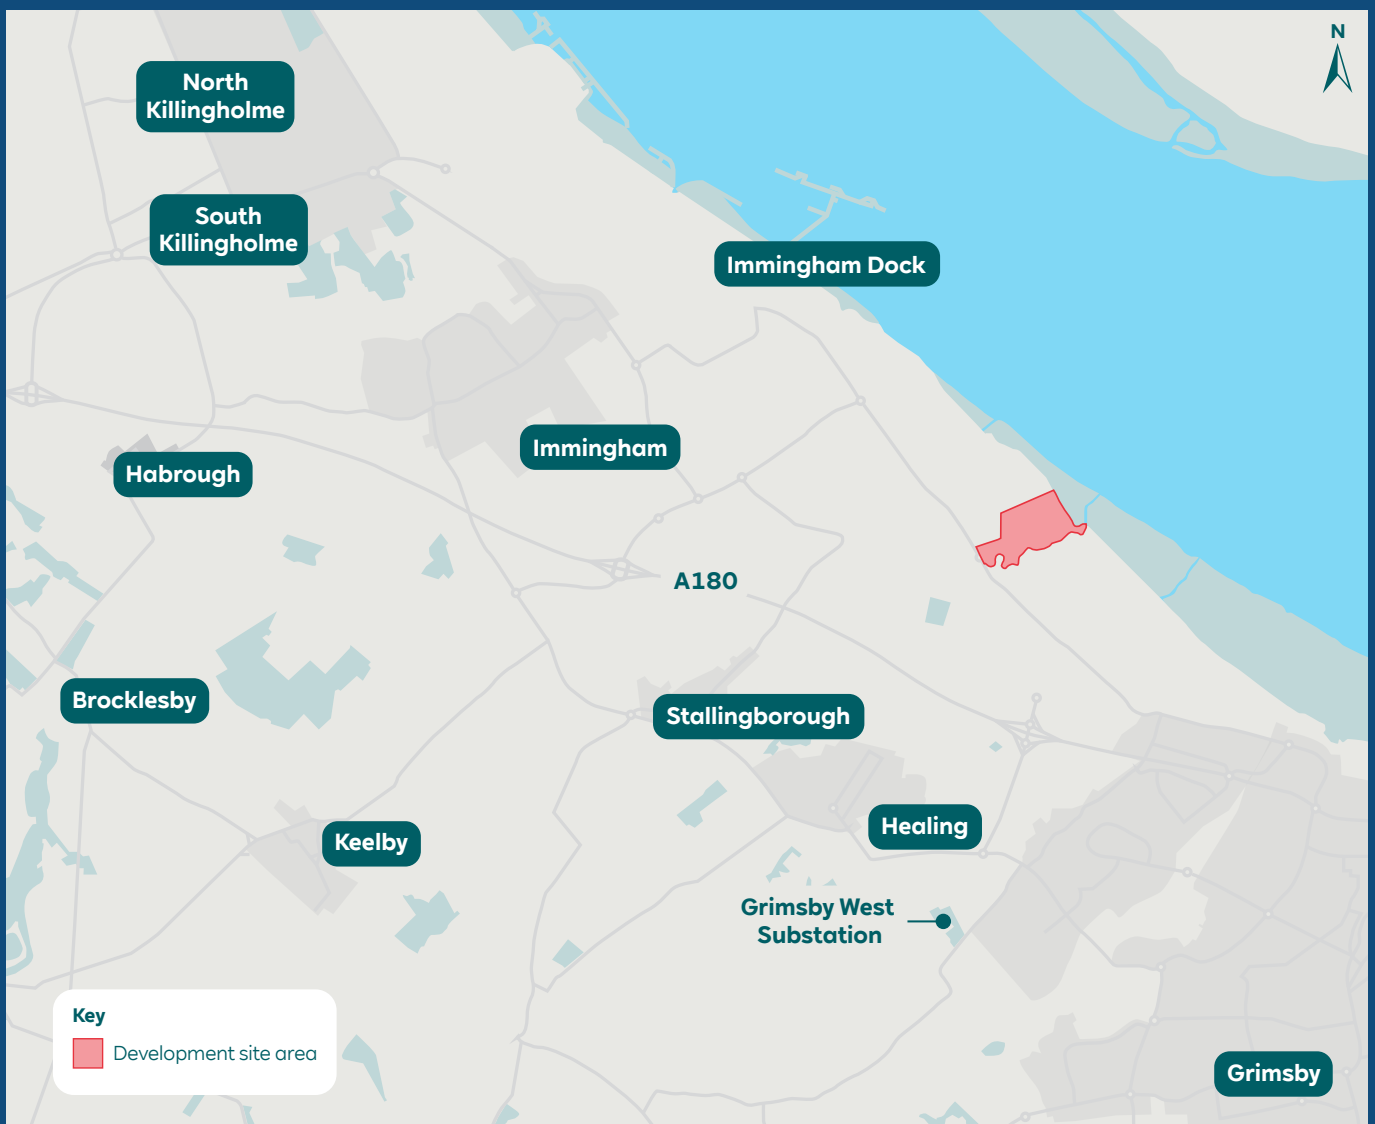 N
North
Killingholme
South
Killingholme
Immingham Dock
Immingham
Habrough
A180
Brocklesby
Stallingborough
Healing
Keelby
Grimsby West
Substation
Key
Development site area
Grimsby